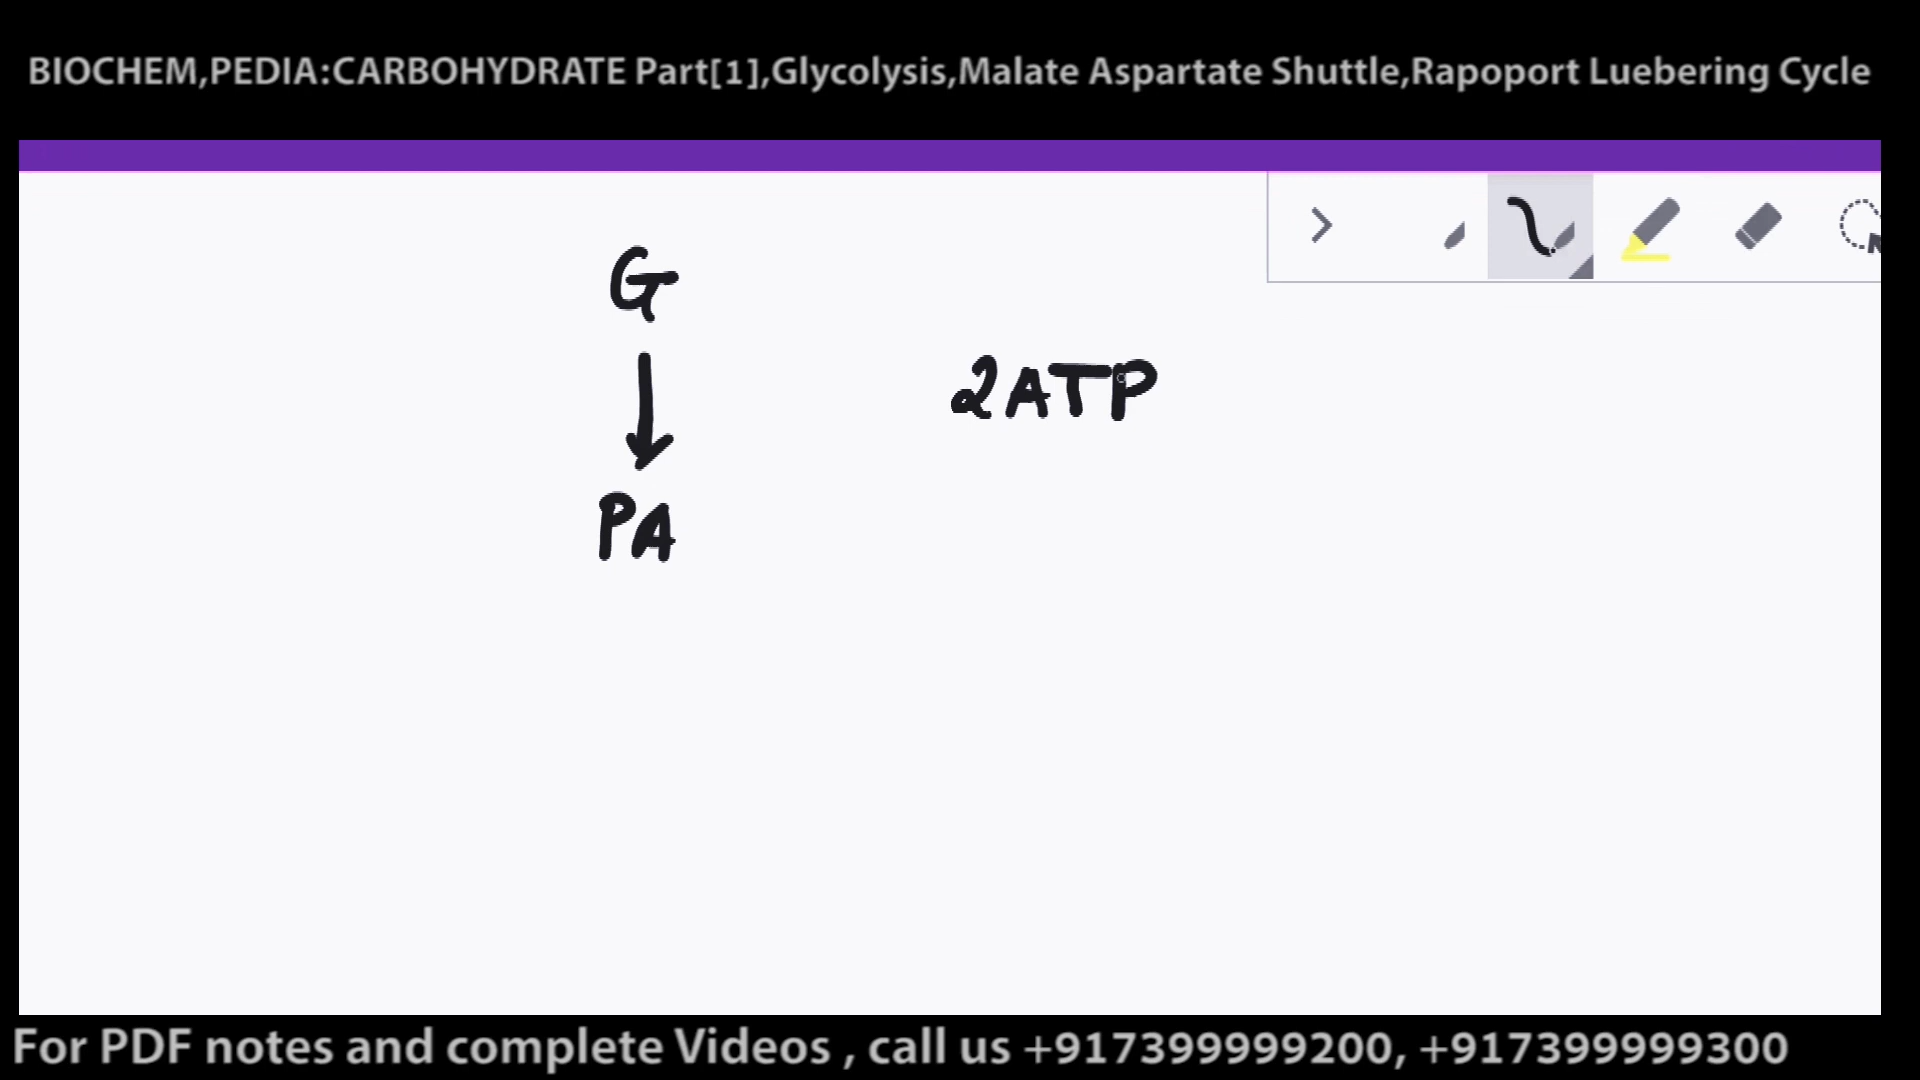 BIOCHEM,PEDIA:CARBOHYDRATE Part[1],Glycolysis,Malate Aspartate Shuttle,Rapoport Luebering Cycle
G
2ATP
PA
For PDF notes and complete Videos , call us +917399999200, +917399999300